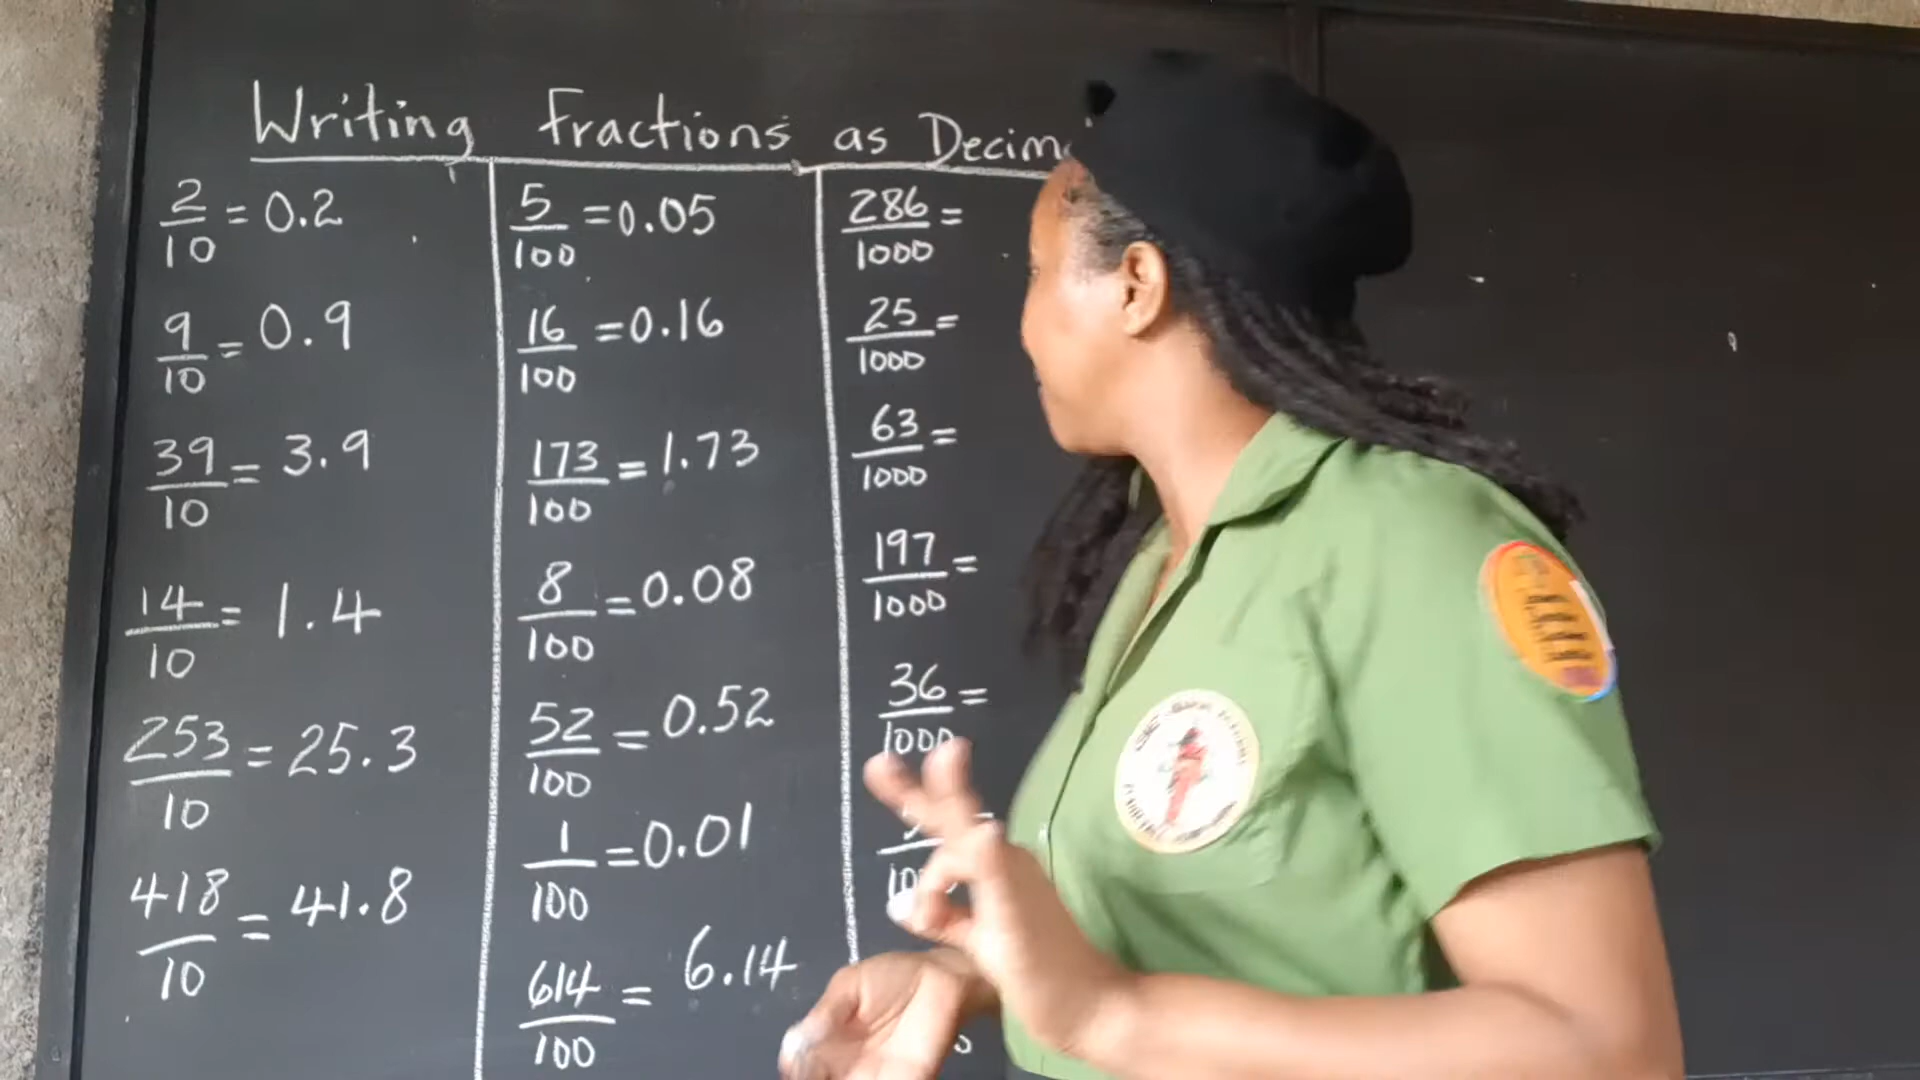 Writing Fractions as Decim
2/10 = 0.2
9/10 = 0.9
39/10 = 3.9
14/10 = 1.4
253/10 = 25.3
418/10 = 41.8
5/100 = 0.05
16/100 = 0.16
173/100 = 1.73
8/100 = 0.08
52/100 = 0.52
1/100 = 0.01
614/100 = 6.14
286/1000 =
25/1000 =
63/1000 =
197/1000 =
36/1000 =